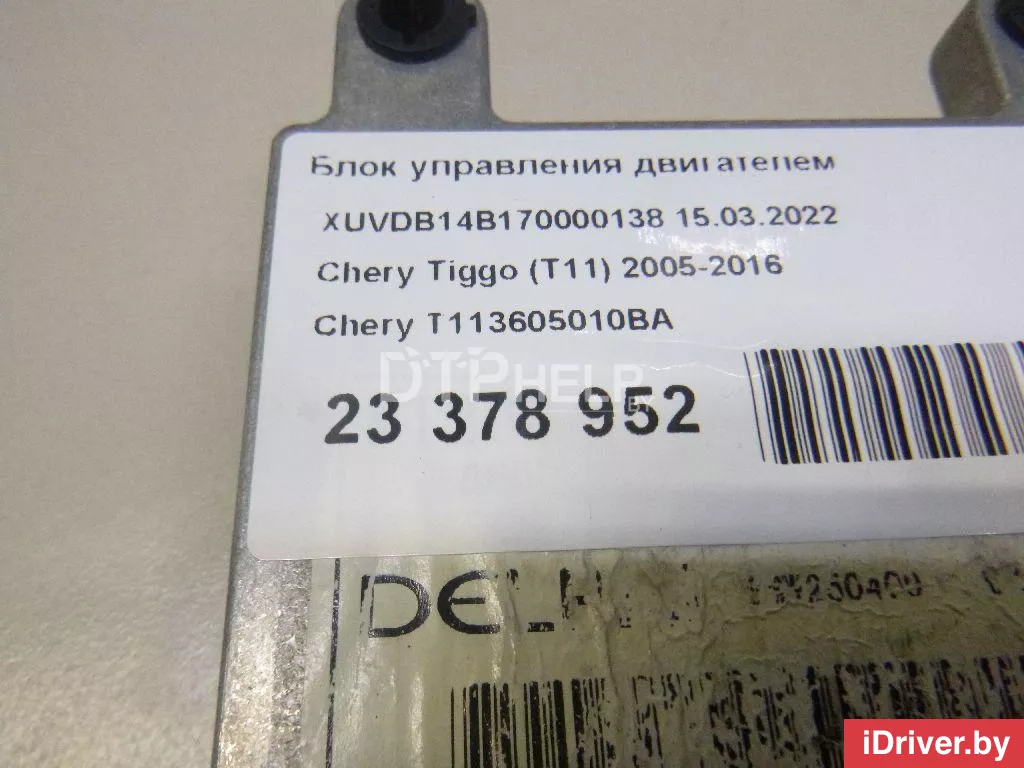 Блок управления двигателем
XUVDB14B170000138 15.03.2022
Chery Tiggo (T11) 2005-2016
Chery T113605010BA
DTPHELP
23 378 952
iDriver.by